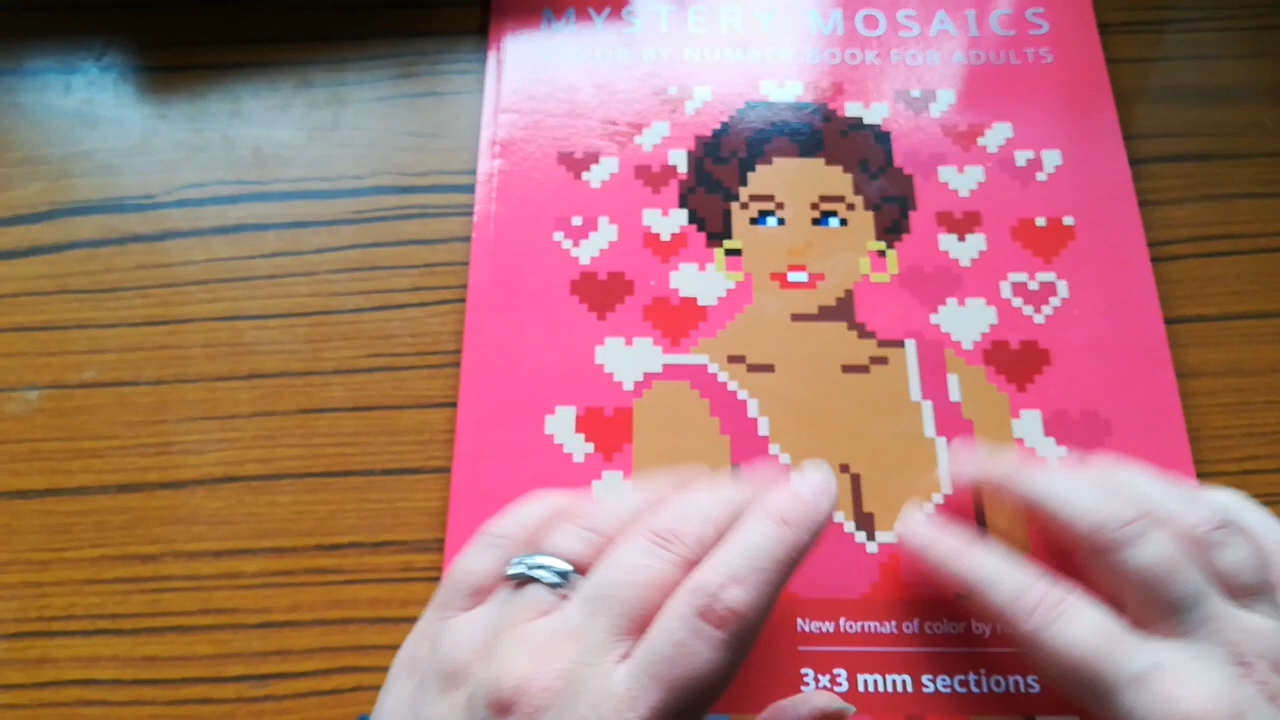 MYSTERY MOSAICS
COLOR BY NUMBER BOOK FOR ADULTS
New format of color by
3×3 mm sections